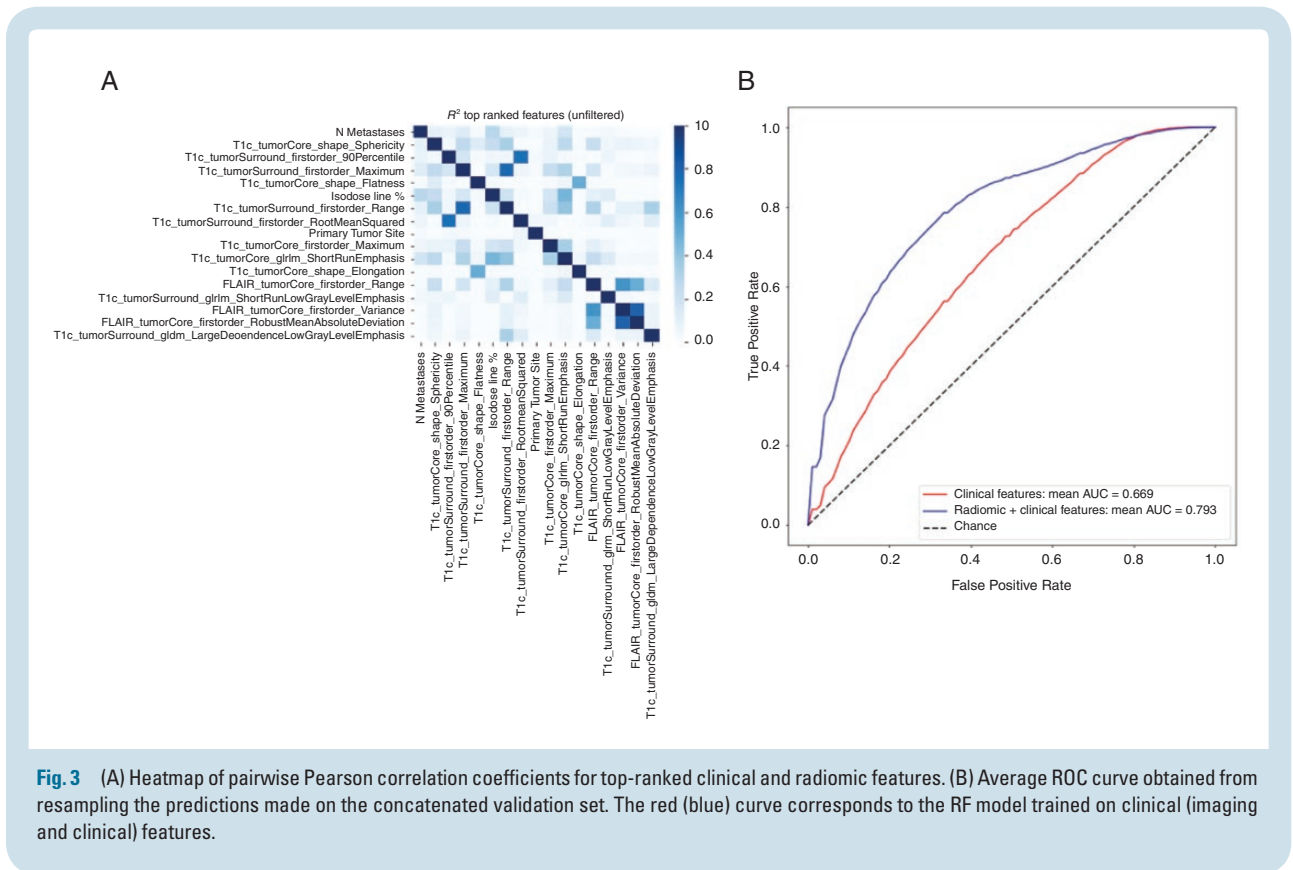 A
R² top ranked features (unfiltered)
N Metastases
T1c_tumorCore_shape_Sphericity
T1c_tumorSurround_firstorder_90Percentile
T1c_tumorSurround_firstorder_Maximum
T1c_tumorCore_shape_Flatness
Isodose line %
T1c_tumorSurround_firstorder_Range
T1c_tumorSurround_firstorder_RootMeanSquared
Primary Tumor Site
T1c_tumorCore_firstorder_Maximum
T1c_tumorCore_glrlm_ShortRunEmphasis
T1c_tumorCore_shape_Elongation
FLAIR_tumorCore_firstorder_Range
T1c_tumorSurround_glrlm_ShortRunLowGrayLevelEmphasis
FLAIR_tumorCore_firstorder_Variance
FLAIR_tumorCore_firstorder_RobustMeanAbsoluteDeviation
T1c_tumorSurround_gldm_LargeDeoendenceLowGrayLevelEmphasis
10
0.8
0.6
0.4
0.2
0.0
N Metastases
T1c_tumorCore_shape_Sphericity
T1c_tumorSurround_firstorder_90Percentile
T1c_tumorSurround_firstorder_Maximum
T1c_tumorCore_shape_Flatness
Isodose line %
T1c_tumorSurround_firstorder_Range
T1c_tumorSurround_firstorder_RootmeanSquared
Primary Tumor Site
T1c_tumorCore_firstorder_Maximum
T1c_tumorCore_glrlm_ShortRunEmphasis
T1c_tumorCore_shape_Elongation
FLAIR_tumorCore_firstorder_Range
T1c_tumorSurrounnd_glrm_ShortRunLowGrayLevelEmphasis
FLAIR_tumorCore_firstorder_Variance
FLAIR_tumorCore_firstorder_RobustMeanAbsoluteDeviation
T1c_tumorSurround_gldm_LargeDependenceLowGrayLevelEmphasis
B
True Positive Rate
1.0
0.8
0.6
0.4
0.2
0.0
Clinical features: mean AUC = 0.669
Radiomic + clinical features: mean AUC = 0.793
Chance
0.0 0.2 0.4 0.6 0.8 1.0
False Positive Rate
Fig. 3 (A) Heatmap of pairwise Pearson correlation coefficients for top-ranked clinical and radiomic features. (B) Average ROC curve obtained from
resampling the predictions made on the concatenated validation set. The red (blue) curve corresponds to the RF model trained on clinical (imaging
and clinical) features.